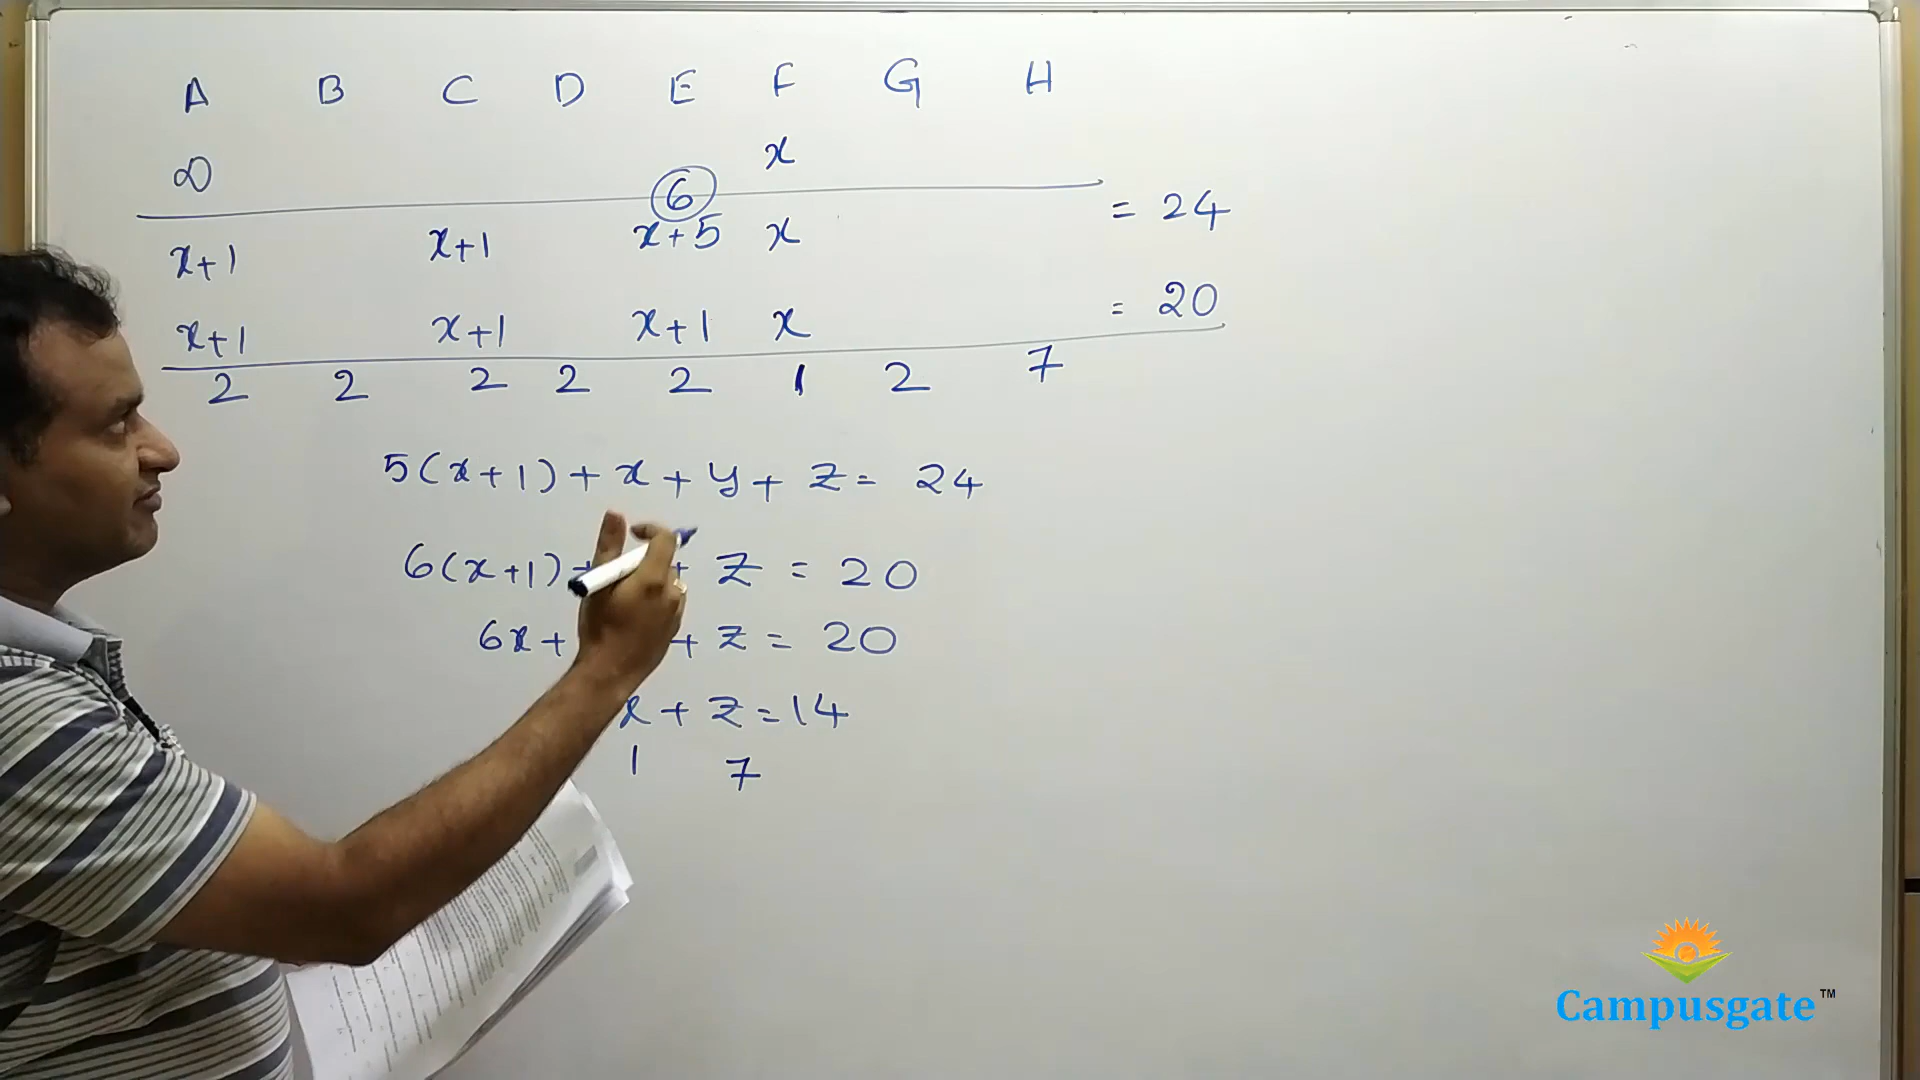 A B C D E F G H
∞ x
6
x+1 x+1 x+5 x = 24
x+1 x+1 x+1 x = 20
2 2 2 2 2 1 2 7
5(x+1) + x + y + z = 24
6(x+1) + + z = 20
6x + + z = 20
x + z = 14
1 7
Campusgate™